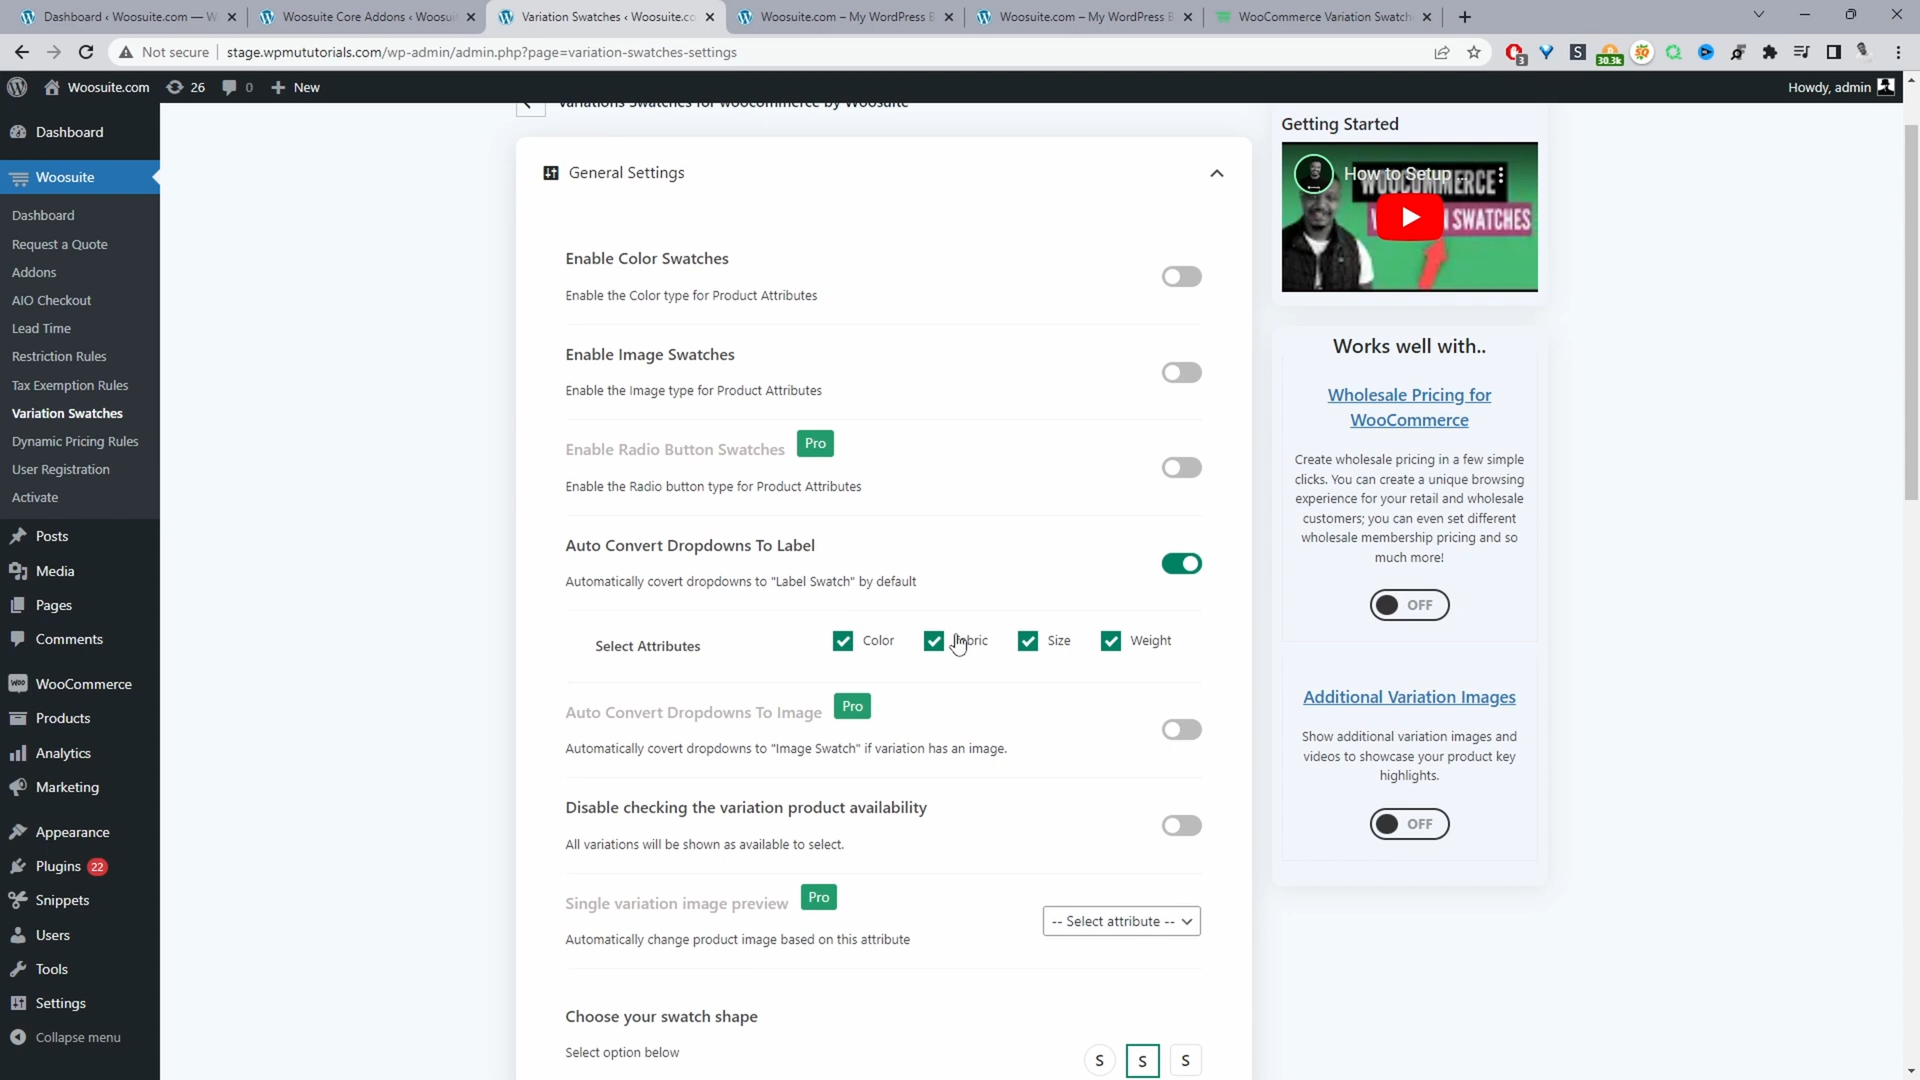 Dashboard ‹ Woosuite.com — W
Woosuite Core Addons ‹ Woosui
Variation Swatches ‹ Woosuite.co
Woosuite.com – My WordPress B
Woosuite.com – My WordPress B
WooCommerce Variation Swatch
Not secure
stage.wpmututorials.com/wp-admin/admin.php?page=variation-swatches-settings
3
S
30.3k
Woosuite.com
26
0
New
Howdy, admin
Dashboard
Woosuite
Dashboard
Request a Quote
Addons
AIO Checkout
Lead Time
Restriction Rules
Tax Exemption Rules
Variation Swatches
Dynamic Pricing Rules
User Registration
Activate
Posts
Media
Pages
Comments
WooCommerce
Products
Analytics
Marketing
Appearance
Plugins 22
Snippets
Users
Tools
Settings
Collapse menu
Variations Swatches for woocommerce by Woosuite
General Settings
Enable Color Swatches
Enable the Color type for Product Attributes
Enable Image Swatches
Enable the Image type for Product Attributes
Enable Radio Button Swatches Pro
Enable the Radio button type for Product Attributes
Auto Convert Dropdowns To Label
Automatically covert dropdowns to "Label Swatch" by default
Select Attributes
Color
bric
Size
Weight
Auto Convert Dropdowns To Image Pro
Automatically covert dropdowns to "Image Swatch" if variation has an image.
Disable checking the variation product availability
All variations will be shown as available to select.
Single variation image preview Pro
-- Select attribute --
Automatically change product image based on this attribute
Choose your swatch shape
Select option below
S
S
S
Getting Started
How to Setup ...
WOOCOMMERCE
N SWATCHES
Works well with..
Wholesale Pricing for
WooCommerce
Create wholesale pricing in a few simple
clicks. You can create a unique browsing
experience for your retail and wholesale
customers; you can even set different
wholesale membership pricing and so
much more!
OFF
Additional Variation Images
Show additional variation images and
videos to showcase your product key
highlights.
OFF